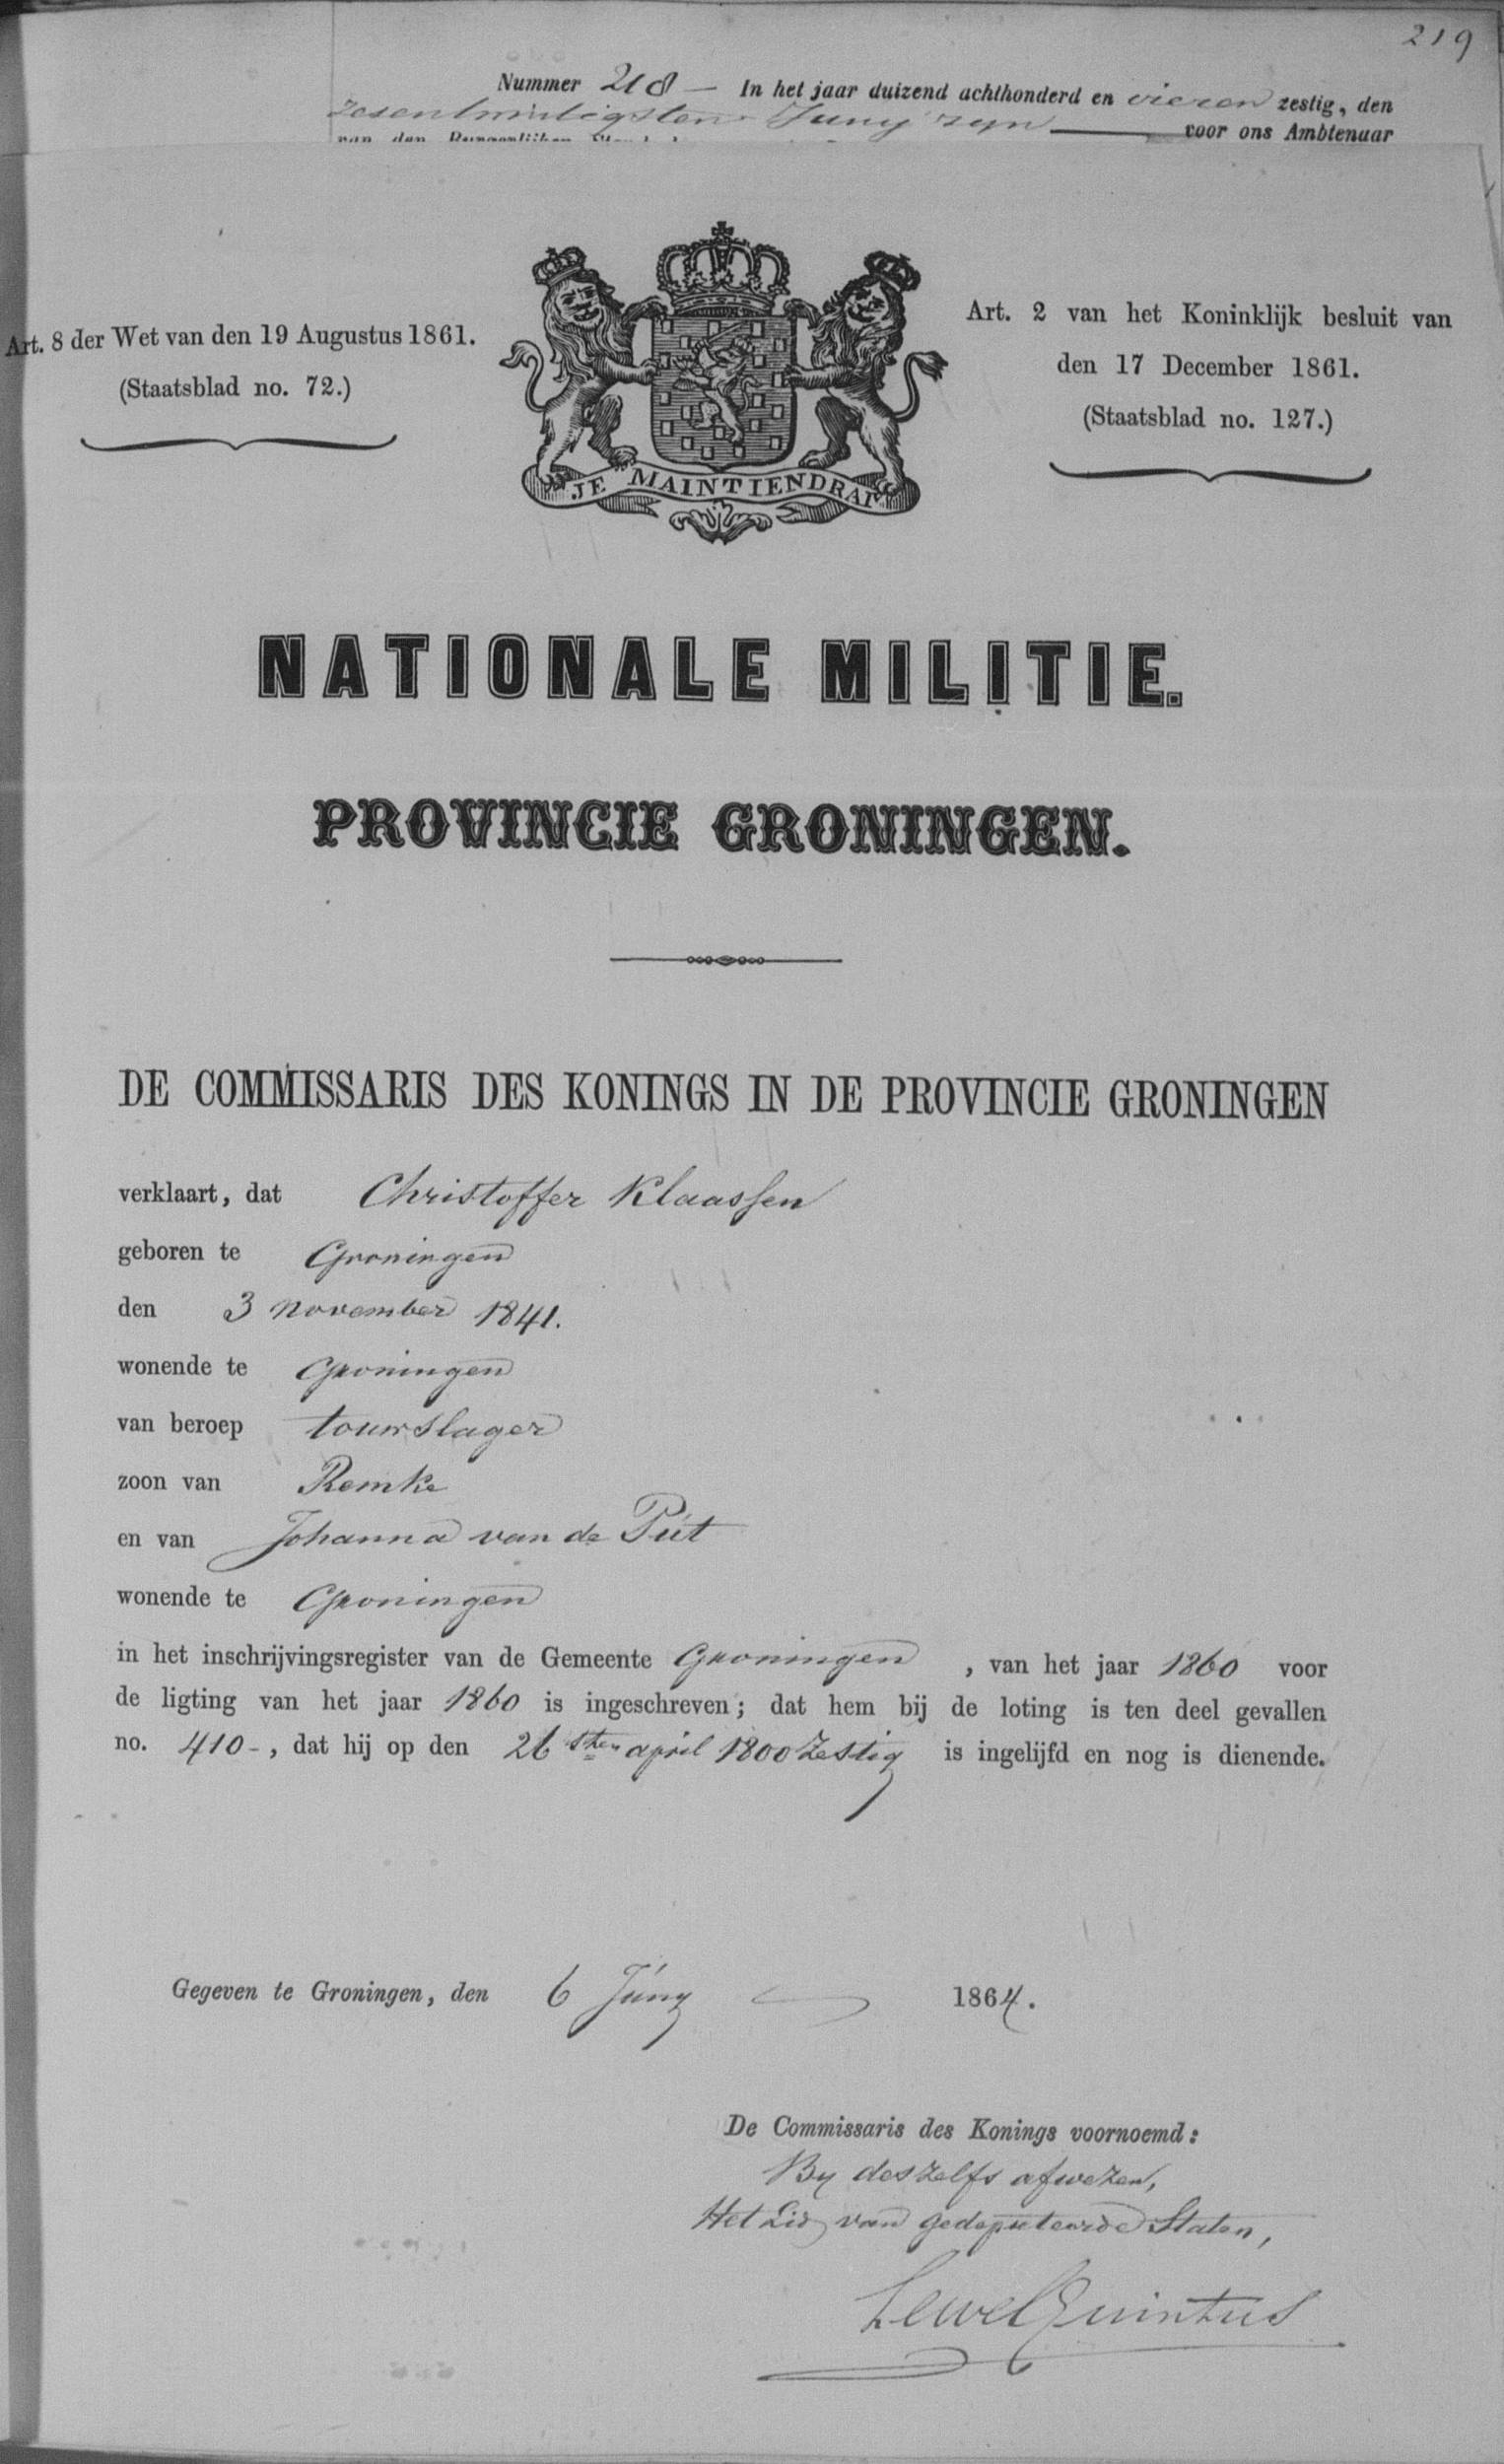 219
Nummer 218 — In het jaar duizend achthonderd en vieren zestig, den
zesentwintigsten Juny zyn voor ons Ambtenaar
van den Burgerlijken
Art. 8 der Wet van den 19 Augustus 1861.
(Staatsblad no. 72.)
Art. 2 van het Koninklijk besluit van
den 17 December 1861.
(Staatsblad no. 127.)
JE MAINTIENDRAI
NATIONALE MILITIE.
PROVINCIE GRONINGEN.
DE COMMISSARIS DES KONINGS IN DE PROVINCIE GRONINGEN
verklaart, dat Christoffer Klaassen
geboren te Groningen
den 3 november 1841.
wonende te Groningen
van beroep touwslager
zoon van Remke
en van Johanna van de Put
wonende te Groningen
in het inschrijvingsregister van de Gemeente Groningen, van het jaar 1860 voor
de ligting van het jaar 1860 is ingeschreven; dat hem bij de loting is ten deel gevallen
no. 410-, dat hij op den 26sten april 1800 Zestig is ingelijfd en nog is dienende.
Gegeven te Groningen, den 6 Juny 1864.
De Commissaris des Konings voornoemd:
By deszelfs afwezen,
Het Lid van gedeputeerde Staten,
Lewe Quintus